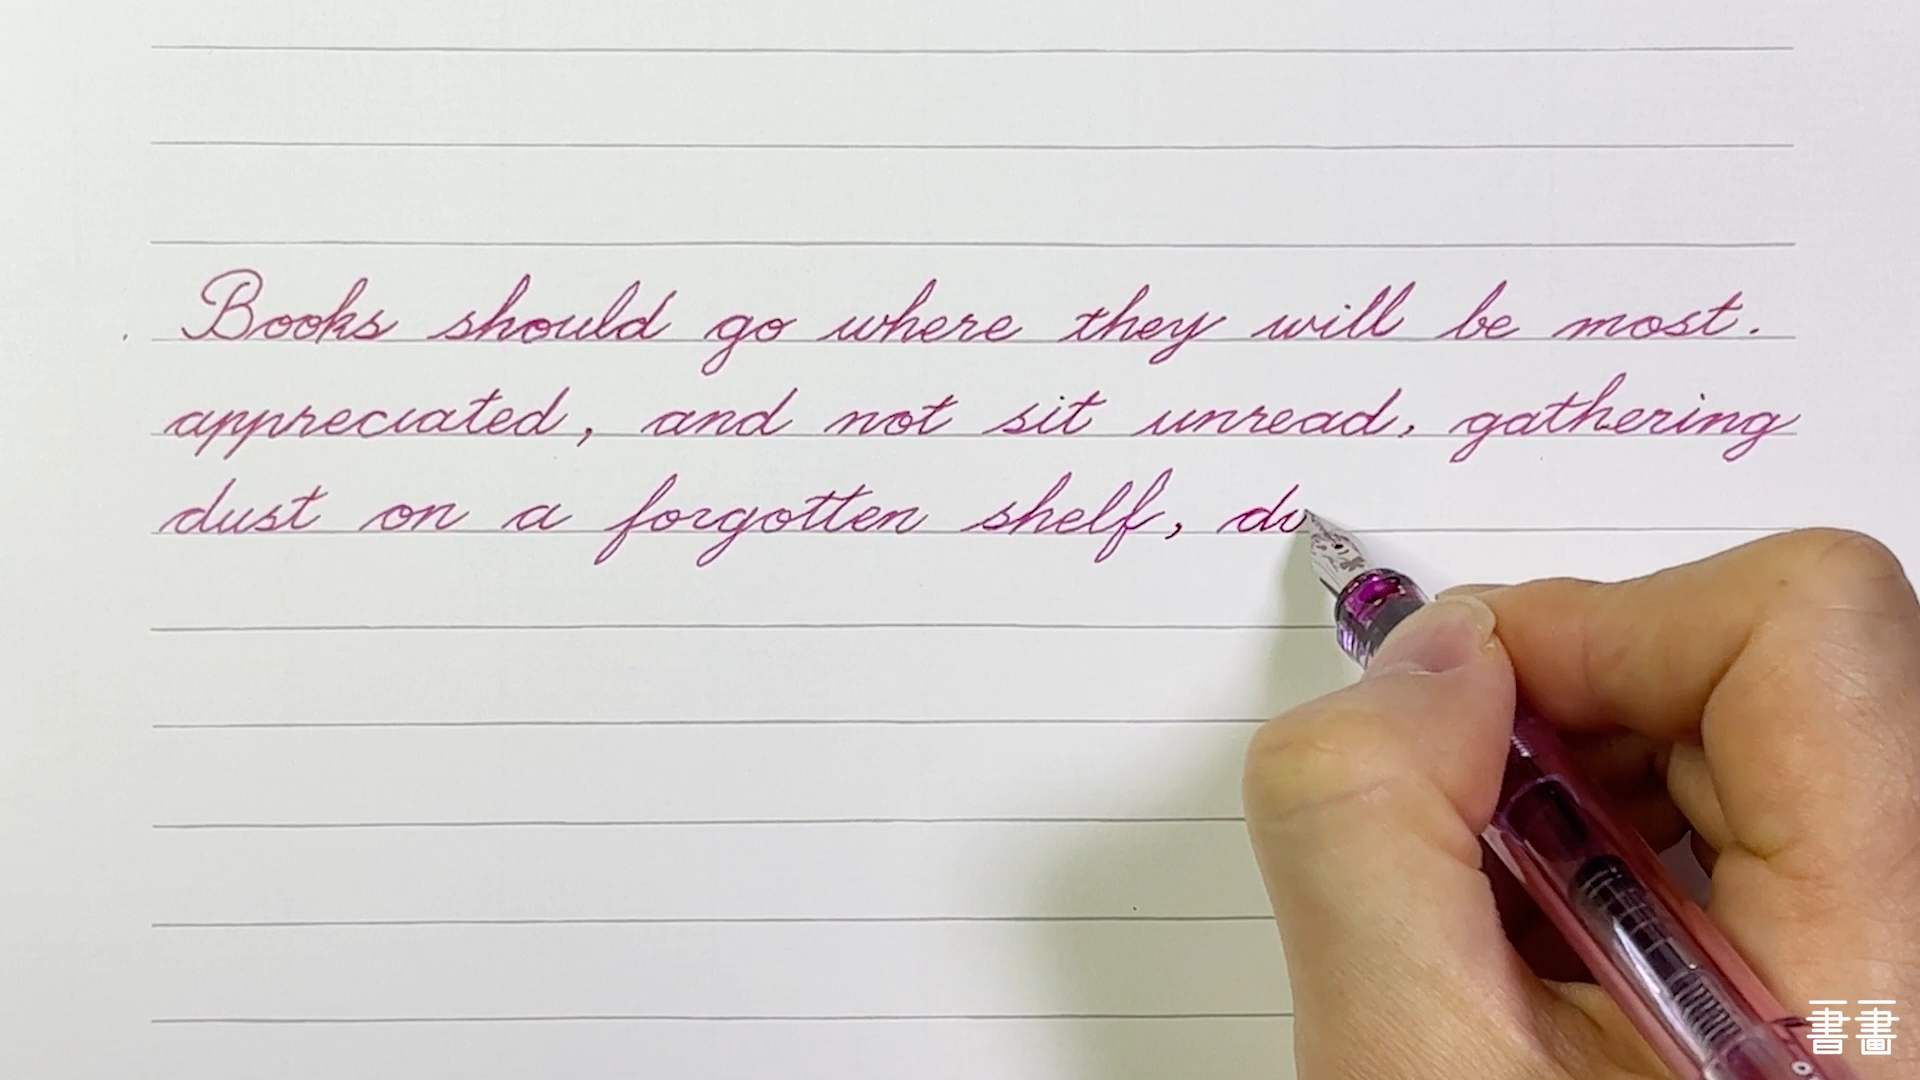 Books should go where they will be most.
appreciated, and not sit unread, gathering
dust on a forgotten shelf, du
書畫